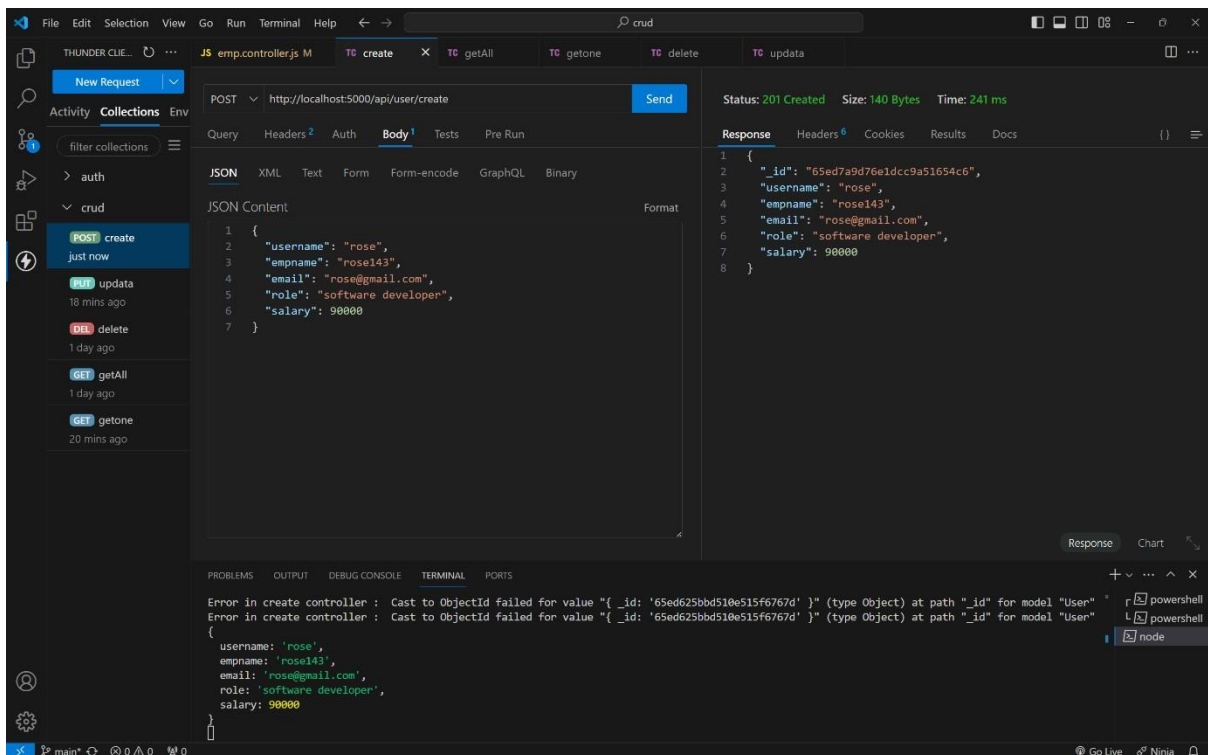 File Edit Selection View Go Run Terminal Help
crud
THUNDER CLIE...
JS emp.controller.js M
TC create
TC getAll
TC getone
TC delete
TC updata
New Request
Activity Collections Env
filter collections
auth
crud
POST create
just now
PUT updata
18 mins ago
DEL delete
1 day ago
GET getAll
1 day ago
GET getone
20 mins ago
POST http://localhost:5000/api/user/create Send
Query Headers 2 Auth Body 1 Tests Pre Run
JSON XML Text Form Form-encode GraphQL Binary
JSON Content Format
1 {
2 "username": "rose",
3 "empname": "rose143",
4 "email": "rose@gmail.com",
5 "role": "software developer",
6 "salary": 90000
7 }
Status: 201 Created Size: 140 Bytes Time: 241 ms
Response Headers 6 Cookies Results Docs {}
1 {
2 "_id": "65ed7a9d76e1dcc9a51654c6",
3 "username": "rose",
4 "empname": "rose143",
5 "email": "rose@gmail.com",
6 "role": "software developer",
7 "salary": 90000
8 }
Response Chart
PROBLEMS OUTPUT DEBUG CONSOLE TERMINAL PORTS
Error in create controller : Cast to ObjectId failed for value "{ _id: '65ed625bbd510e515f6767d' }" (type Object) at path "_id" for model "User"
Error in create controller : Cast to ObjectId failed for value "{ _id: '65ed625bbd510e515f6767d' }" (type Object) at path "_id" for model "User"
{
username: 'rose',
empname: 'rose143',
email: 'rose@gmail.com',
role: 'software developer',
salary: 90000
}
powershell
powershell
node
1
main* 0 0 0
Go Live Ninja